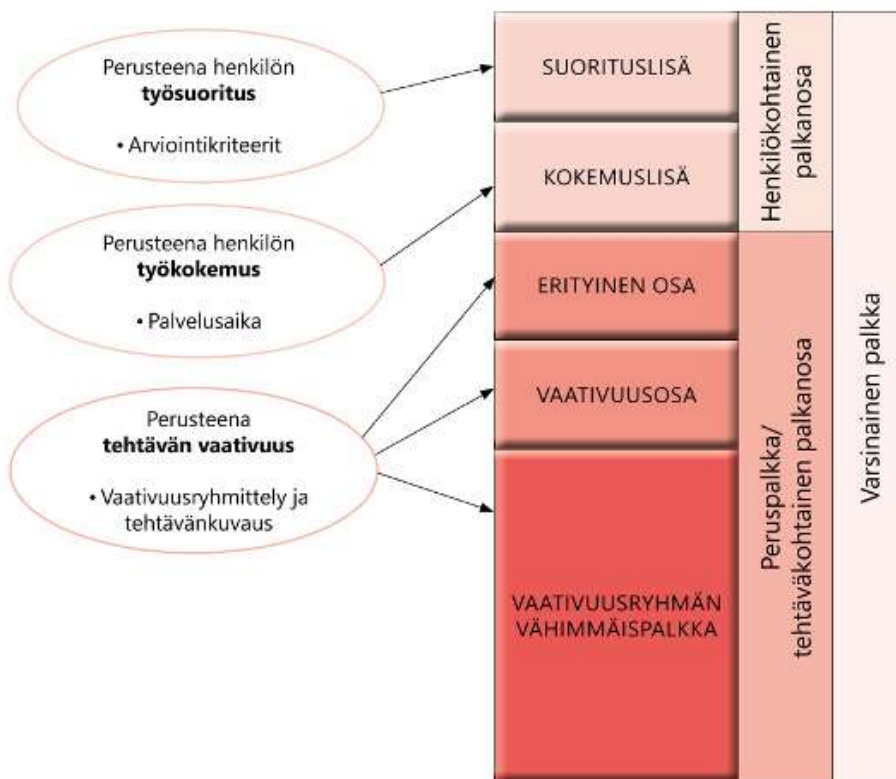 Perusteena henkilön
työsuoritus
• Arviointikriteerit
Perusteena henkilön
työkokemus
• Palvelusaika
Perusteena
tehtävän vaativuus
• Vaativuusryhmittely ja
tehtävänkuvaus
SUORITUSLISÄ
KOKEMUSLISÄ
ERITYINEN OSA
VAATIVUUSOSA
VAATIVUUSRYHMÄN
VÄHIMMÄISPALKKA
Henkilökohtainen
palkanosa
Peruspalkka/
tehtäväkohtainen palkanosa
Varsinainen palkka